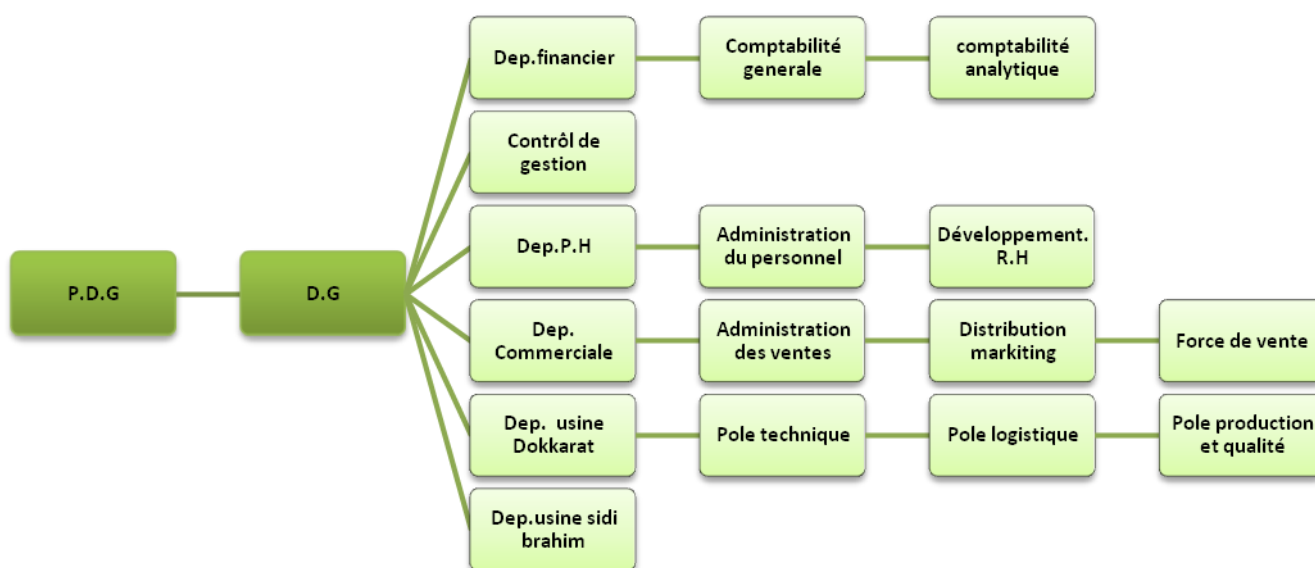 Dep.financier
Comptabilité
generale
comptabilité
analytique
Contrôl de
gestion
Dep.P.H
Administration
du personnel
Développement.
R.H
P.D.G
D.G
Dep.
Commerciale
Administration
des ventes
Distribution
markiting
Force de vente
Dep. usine
Dokkarat
Pole technique
Pole logistique
Pole production
et qualité
Dep.usine sidi
brahim